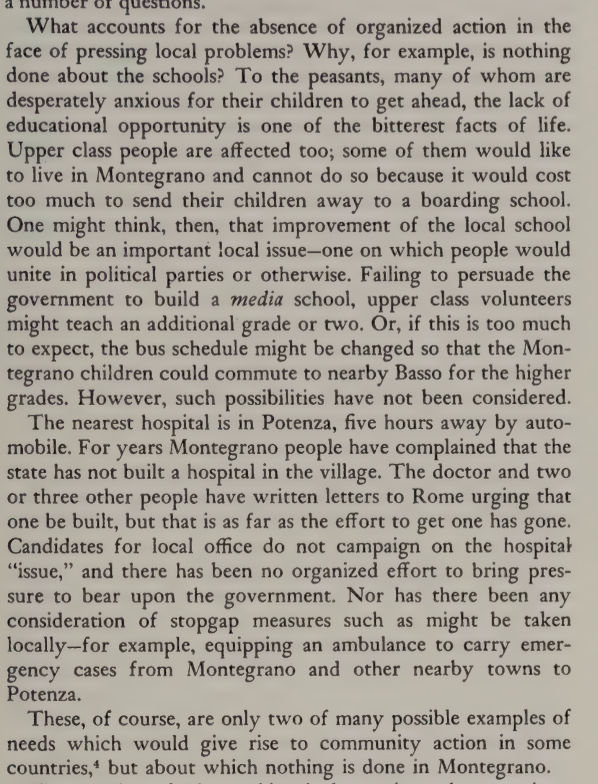 a number of questions.
What accounts for the absence of organized action in the
face of pressing local problems? Why, for example, is nothing
done about the schools? To the peasants, many of whom are
desperately anxious for their children to get ahead, the lack of
educational opportunity is one of the bitterest facts of life.
Upper class people are affected too; some of them would like
to live in Montegrano and cannot do so because it would cost
too much to send their children away to a boarding school.
One might think, then, that improvement of the local school
would be an important local issue—one on which people would
unite in political parties or otherwise. Failing to persuade the
government to build a media school, upper class volunteers
might teach an additional grade or two. Or, if this is too much
to expect, the bus schedule might be changed so that the Mon-
tegrano children could commute to nearby Basso for the higher
grades. However, such possibilities have not been considered.
The nearest hospital is in Potenza, five hours away by auto-
mobile. For years Montegrano people have complained that the
state has not built a hospital in the village. The doctor and two
or three other people have written letters to Rome urging that
one be built, but that is as far as the effort to get one has gone.
Candidates for local office do not campaign on the hospital
“issue,” and there has been no organized effort to bring pres-
sure to bear upon the government. Nor has there been any
consideration of stopgap measures such as might be taken
locally—for example, equipping an ambulance to carry emer-
gency cases from Montegrano and other nearby towns to
Potenza.
These, of course, are only two of many possible examples of
needs which would give rise to community action in some
countries,⁴ but about which nothing is done in Montegrano.